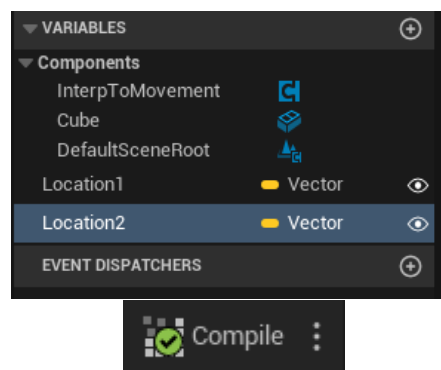 VARIABLES
Components
InterpToMovement
Cube
DefaultSceneRoot
Location1 Vector
Location2 Vector
EVENT DISPATCHERS
Compile